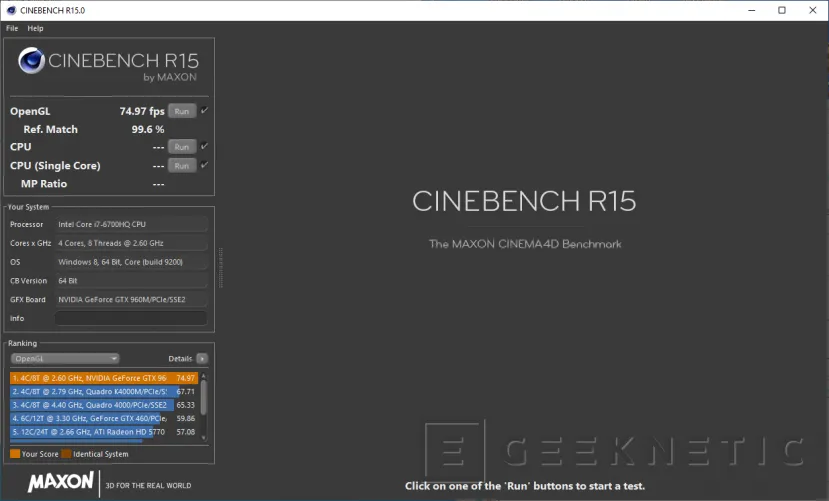 CINEBENCH R15.0
File Help
CINEBENCH R15
by MAXON
OpenGL 74.97 fps Run
Ref. Match 99.6 %
CPU --- Run
CPU (Single Core) --- Run
MP Ratio ---
Your System
Processor Intel Core i7-6700HQ CPU
Cores x GHz 4 Cores, 8 Threads @ 2.60 GHz
OS Windows 8, 64 Bit, Core (build 9200)
CB Version 64 Bit
GFX Board NVIDIA GeForce GTX 960M/PCIe/SSE2
Info
Ranking
OpenGL Details
1. 4C/8T @ 2.60 GHz, NVIDIA GeForce GTX 96 74.97
2. 4C/8T @ 2.79 GHz, Quadro K4000M/PCIe/S 67.71
3. 4C/8T @ 4.40 GHz, Quadro 4000/PCIe/SSE2 65.33
4. 6C/12T @ 3.30 GHz, GeForce GTX 460/PCIe, 59.86
5. 12C/24T @ 2.66 GHz, ATI Radeon HD 5770 57.08
Your Score Identical System
MAXON 3D FOR THE REAL WORLD
CINEBENCH R15
The MAXON CINEMA4D Benchmark
E GEEKNETIC
Click on one of the 'Run' buttons to start a test.